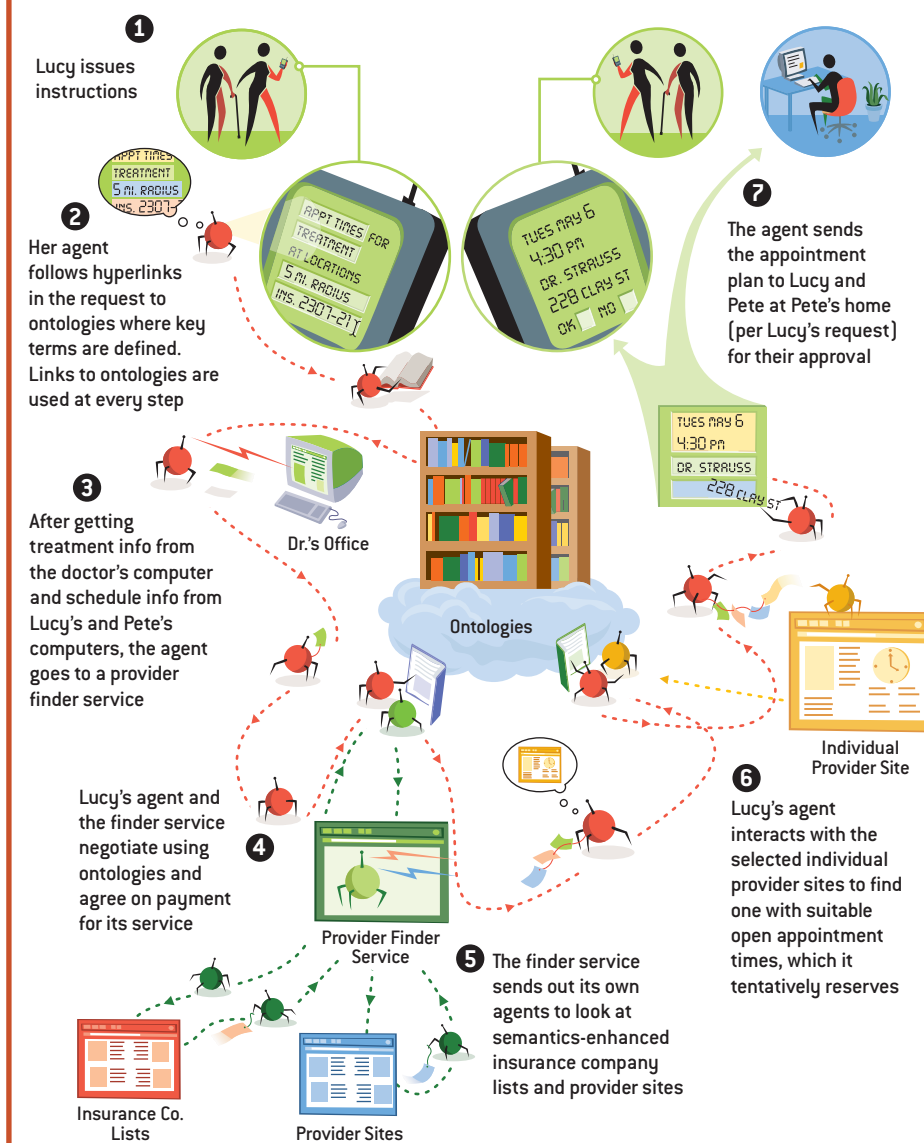 1
Lucy issues
instructions
APPT TIMES
TREATMENT
5 MI. RADIUS
INS. 2307-
2
Her agent
follows hyperlinks
in the request to
ontologies where key
terms are defined.
Links to ontologies are
used at every step
APPT TIMES FOR
TREATMENT
AT LOCATIONS
5 MI. RADIUS
INS. 2307-21
TUES MAY 6
4:30 PM
DR. STRAUSS
228 CLAY ST
OK NO
7
The agent sends
the appointment
plan to Lucy and
Pete at Pete's home
(per Lucy's request)
for their approval
TUES MAY 6
4:30 PM
DR. STRAUSS
228 CLAY ST
3
After getting
treatment info from
the doctor's computer
and schedule info from
Lucy's and Pete's
computers, the agent
goes to a provider
finder service
Dr.'s Office
Ontologies
Individual
Provider Site
Lucy's agent and
the finder service
negotiate using
ontologies and
agree on payment
for its service
4
Provider Finder
Service
5
The finder service
sends out its own
agents to look at
semantics-enhanced
insurance company
lists and provider sites
6
Lucy's agent
interacts with the
selected individual
provider sites to find
one with suitable
open appointment
times, which it
tentatively reserves
Insurance Co.
Lists
Provider Sites